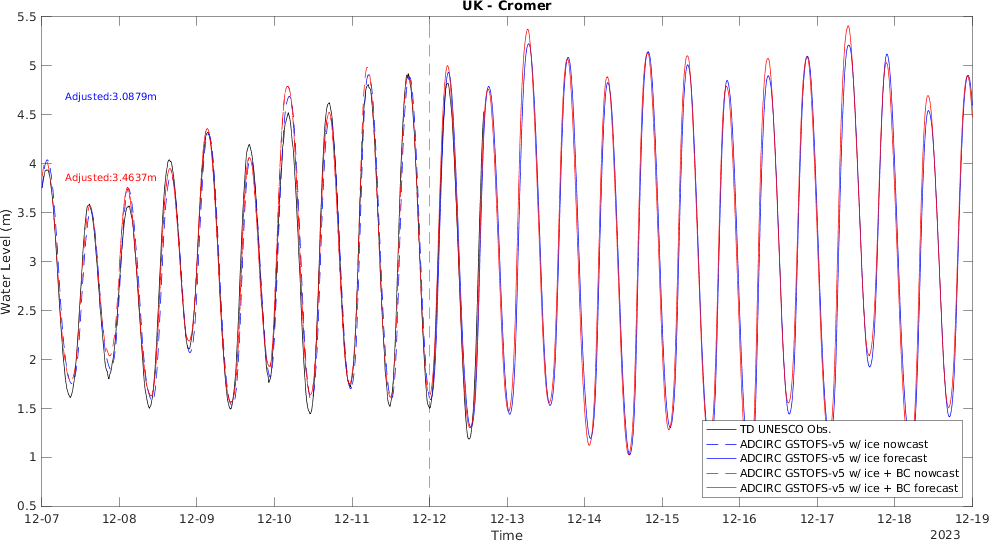 UK - Cromer
5.5
5
4.5
4
3.5
3
2.5
2
1.5
1
0.5
Water Level (m)
Adjusted:3.0879m
Adjusted:3.4637m
TD UNESCO Obs.
ADCIRC GSTOFS-v5 w/ ice nowcast
ADCIRC GSTOFS-v5 w/ ice forecast
ADCIRC GSTOFS-v5 w/ ice + BC nowcast
ADCIRC GSTOFS-v5 w/ ice + BC forecast
12-07 12-08 12-09 12-10 12-11 12-12 12-13 12-14 12-15 12-16 12-17 12-18 12-19
Time
2023